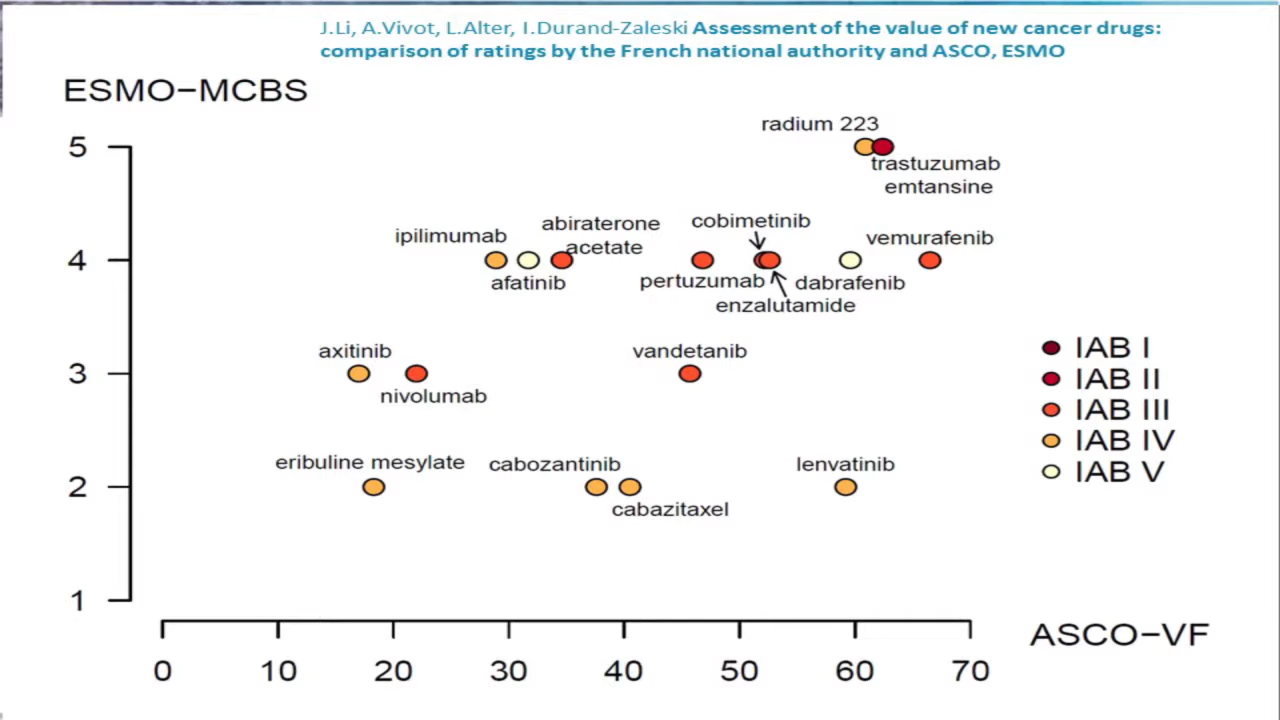 J.Li, A.Vivot, L.Alter, I.Durand-Zaleski Assessment of the value of new cancer drugs:
comparison of ratings by the French national authority and ASCO, ESMO
ESMO−MCBS
radium 223
5
trastuzumab
emtansine
cobimetinib
abiraterone
acetate
ipilimumab
vemurafenib
4
afatinib
pertuzumab
dabrafenib
enzalutamide
axitinib
vandetanib
3
nivolumab
IAB I
IAB II
IAB III
IAB IV
IAB V
eribuline mesylate
cabozantinib
lenvatinib
2
cabazitaxel
1
ASCO−VF
0 10 20 30 40 50 60 70